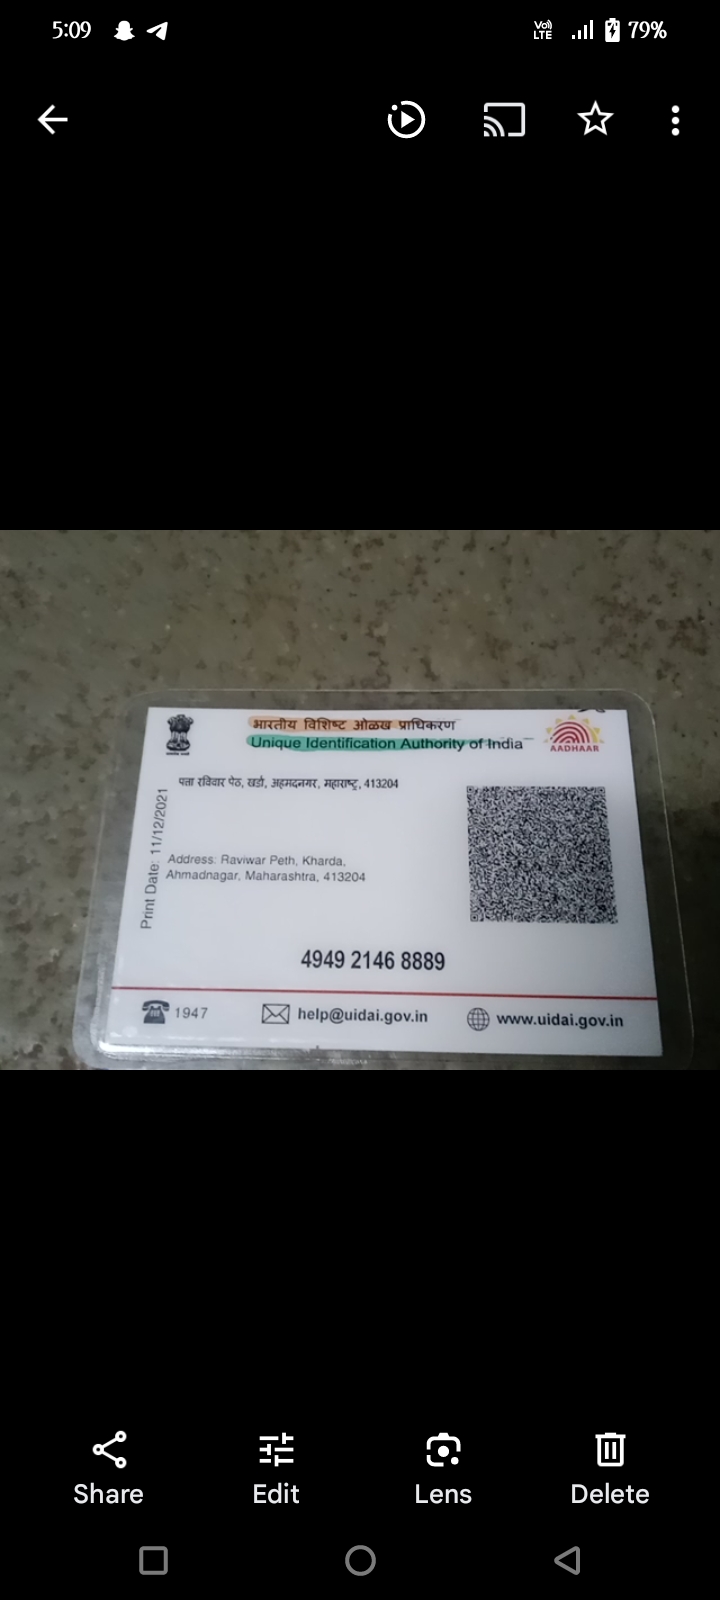 5:09
Vo) LTE
79%
भारतीय विशिष्ट ओळख प्राधिकरण
Unique Identification Authority of India
AADHAAR
पत्ता रविवार पेठ, खर्डा, अहमदनगर, महाराष्ट्र, 413204
Print Date: 11/12/2021
Address: Raviwar Peth, Kharda,
Ahmadnagar, Maharashtra, 413204
4949 2146 8889
1947
help@uidai.gov.in
www.uidai.gov.in
Share
Edit
Lens
Delete